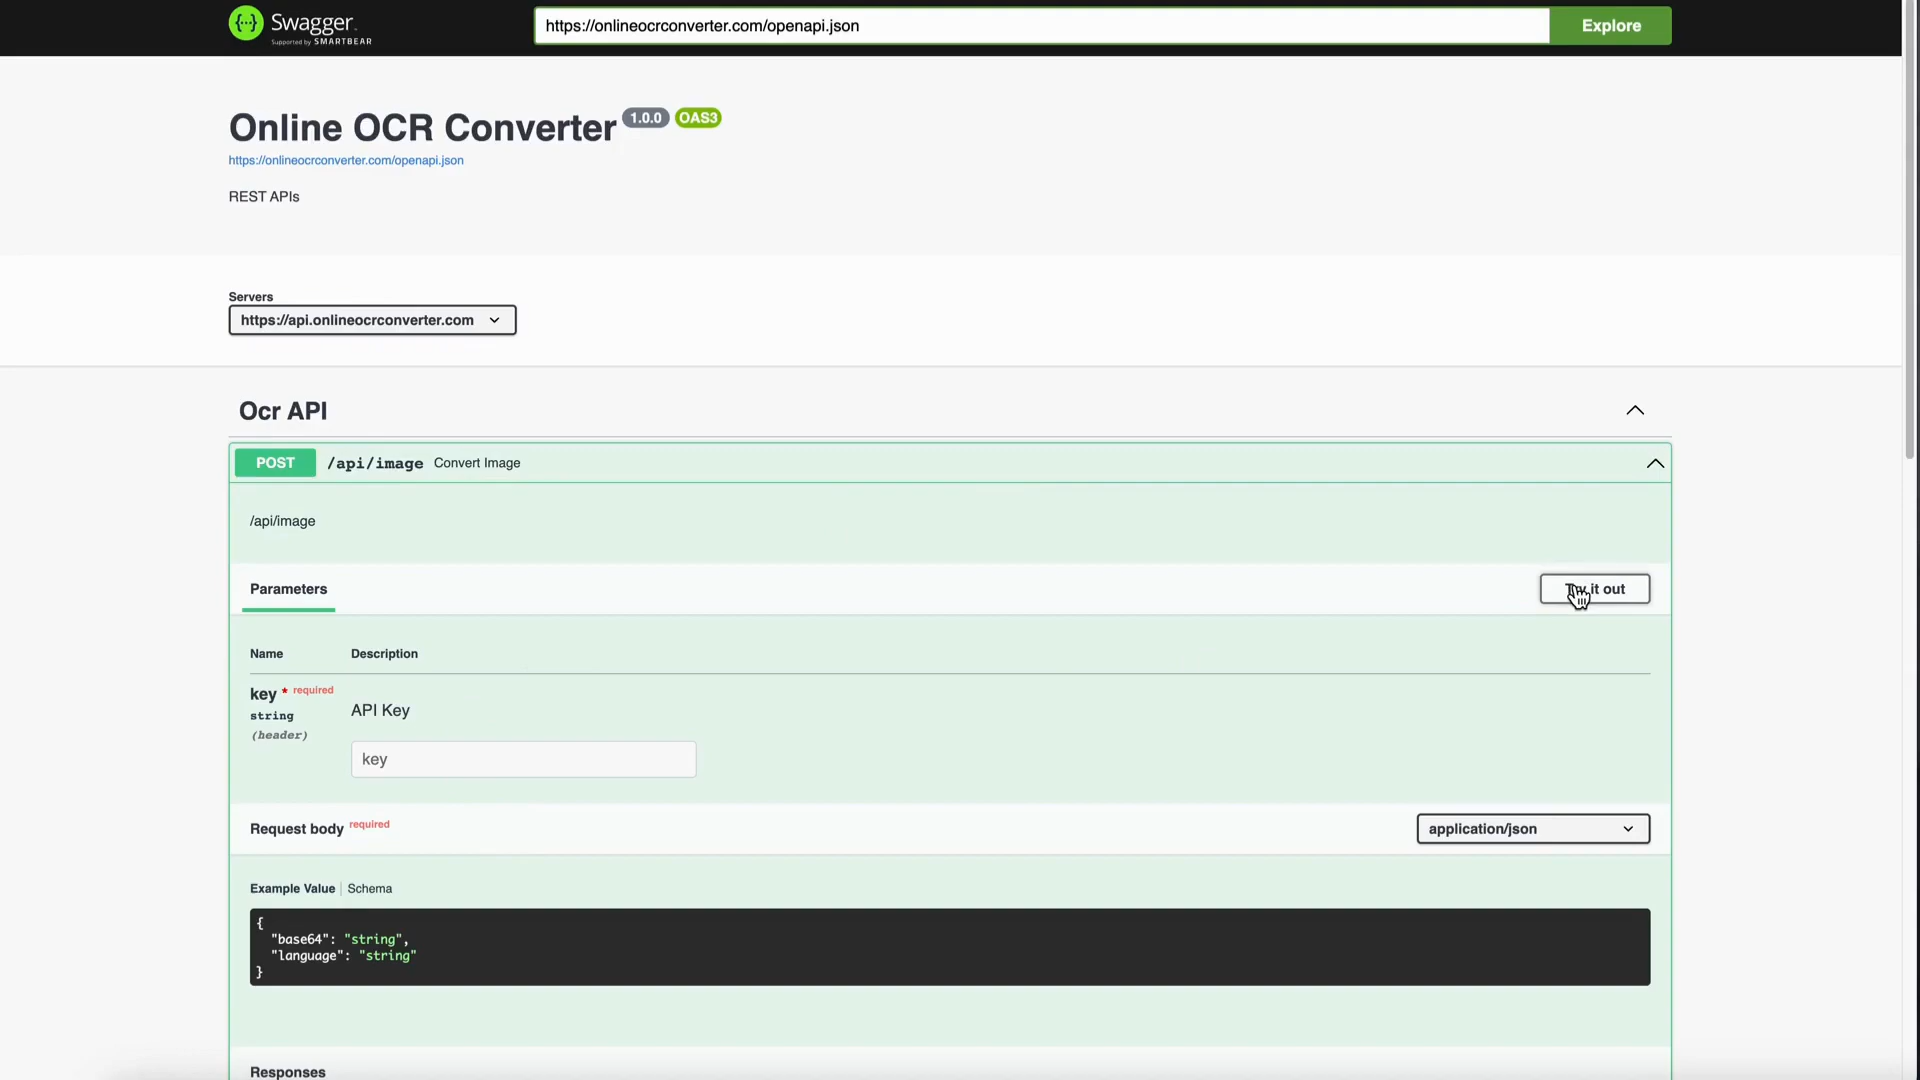 Swagger
Supported by SMARTBEAR
https://onlineocrconverter.com/openapi.json
Explore
Online OCR Converter 1.0.0 OAS3
https://onlineocrconverter.com/openapi.json
REST APIs
Servers
https://api.onlineocrconverter.com
Ocr API
POST /api/image Convert Image
/api/image
Parameters
Try it out
Name Description
key * required
string
(header)
API Key
key
Request body required
application/json
Example Value | Schema
{
"base64": "string",
"language": "string"
}
Responses